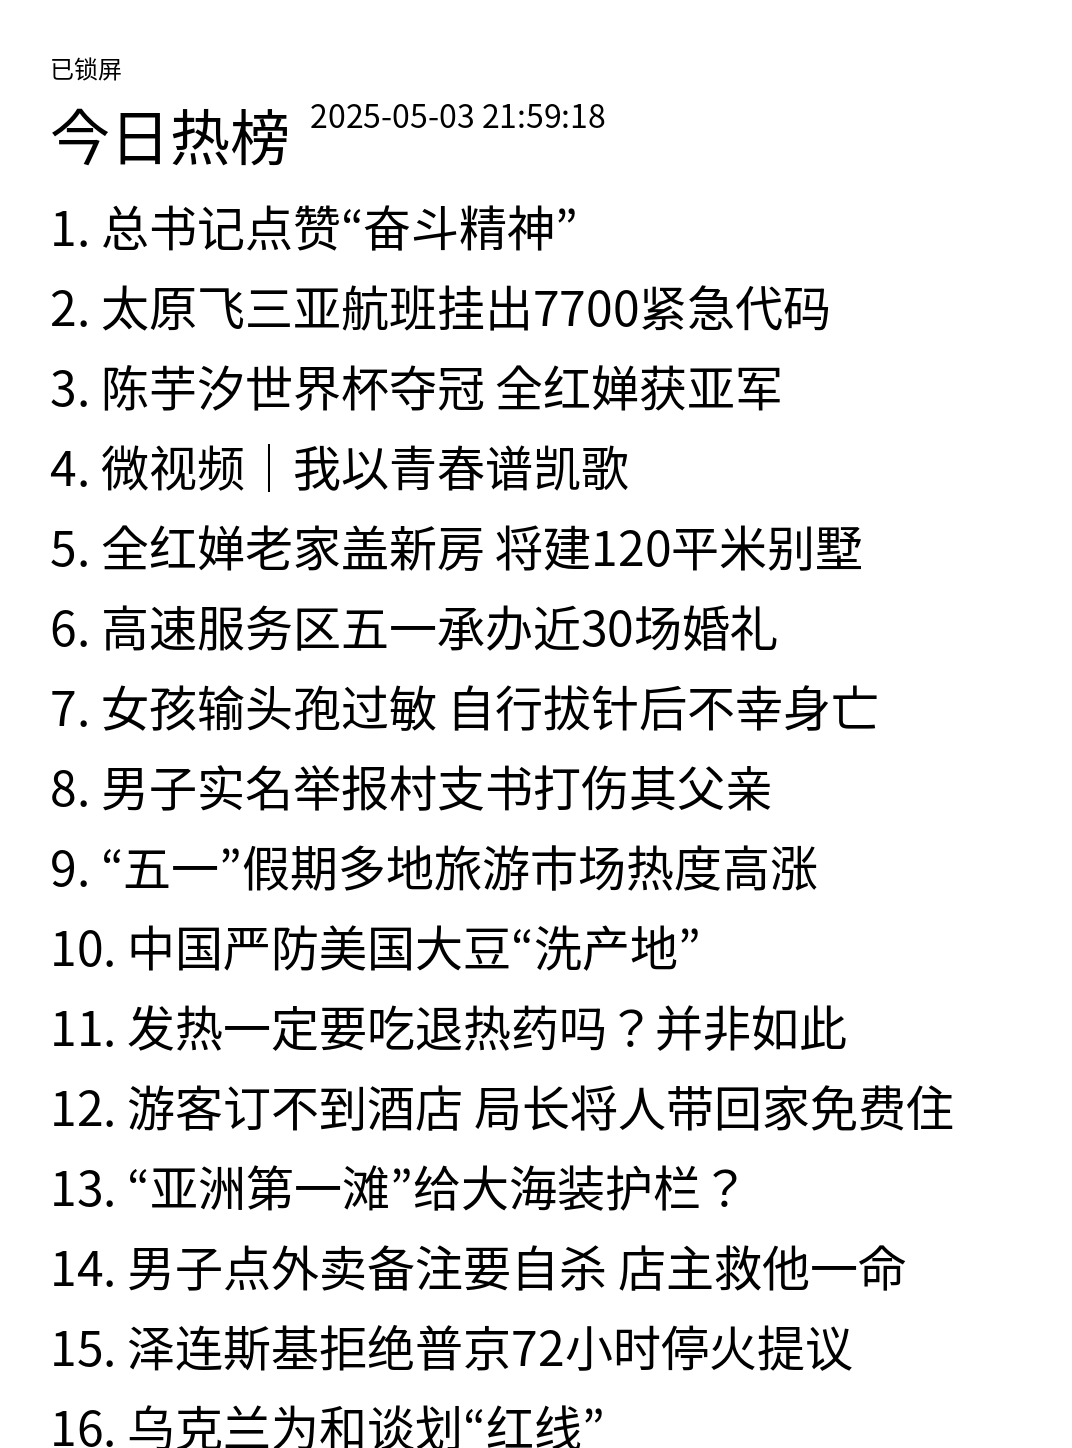 已锁屏
今日热榜 2025-05-03 21:59:18
1. 总书记点赞“奋斗精神”
2. 太原飞三亚航班挂出7700紧急代码
3. 陈芋汐世界杯夺冠 全红婵获亚军
4. 微视频｜我以青春谱凯歌
5. 全红婵老家盖新房 将建120平米别墅
6. 高速服务区五一承办近30场婚礼
7. 女孩输头孢过敏 自行拔针后不幸身亡
8. 男子实名举报村支书打伤其父亲
9. “五一”假期多地旅游市场热度高涨
10. 中国严防美国大豆“洗产地”
11. 发热一定要吃退热药吗？并非如此
12. 游客订不到酒店 局长将人带回家免费住
13. “亚洲第一滩”给大海装护栏？
14. 男子点外卖备注要自杀 店主救他一命
15. 泽连斯基拒绝普京72小时停火提议
16. 乌克兰为和谈划“红线”